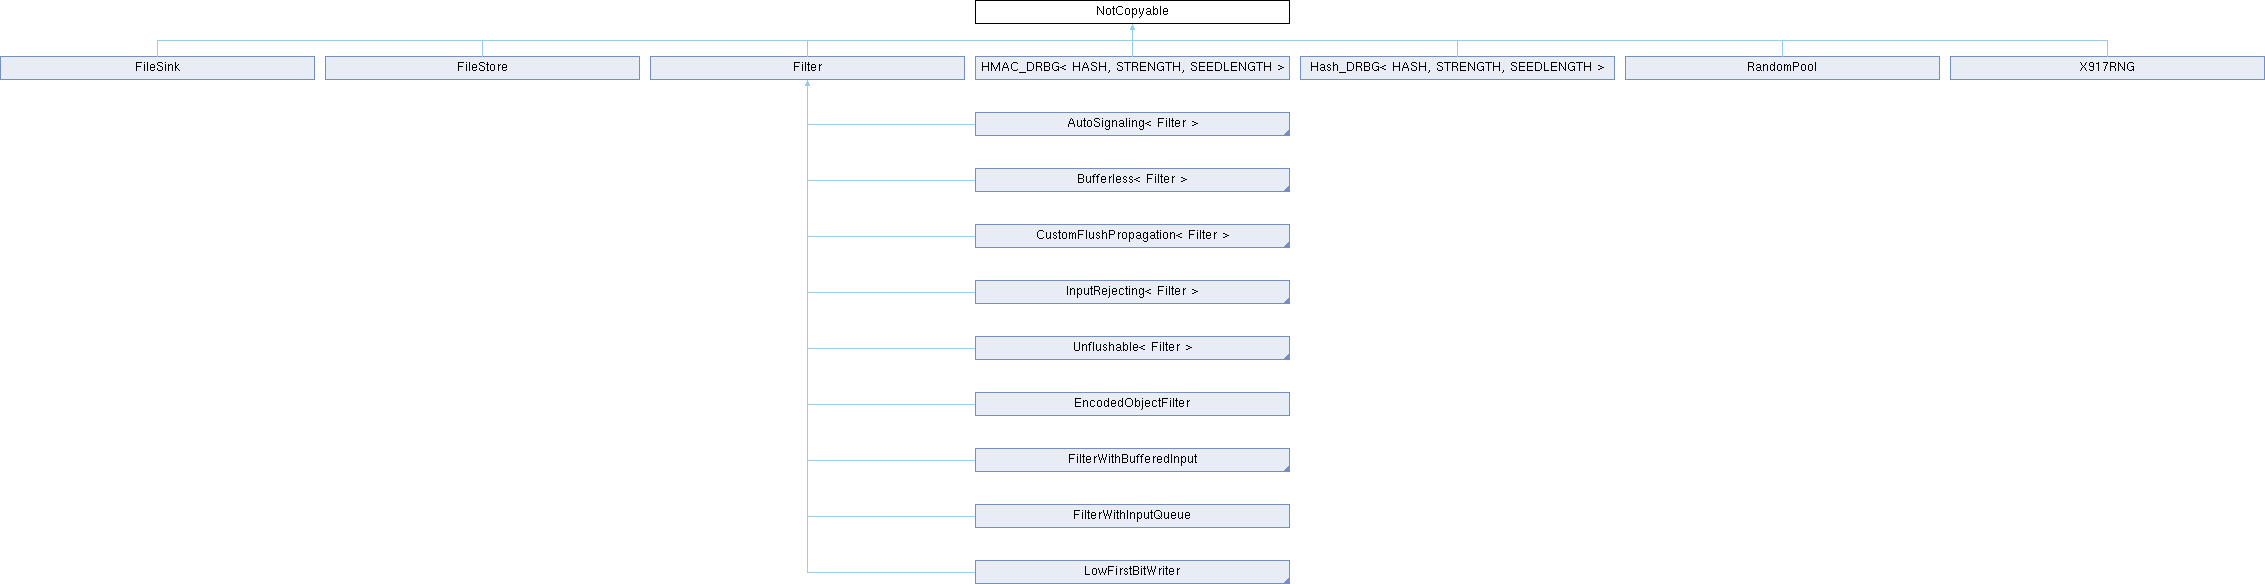 NotCopyable
FileSink
FileStore
Filter
HMAC_DRBG< HASH, STRENGTH, SEEDLENGTH >
Hash_DRBG< HASH, STRENGTH, SEEDLENGTH >
RandomPool
X917RNG
AutoSignaling< Filter >
Bufferless< Filter >
CustomFlushPropagation< Filter >
InputRejecting< Filter >
Unflushable< Filter >
EncodedObjectFilter
FilterWithBufferedInput
FilterWithInputQueue
LowFirstBitWriter